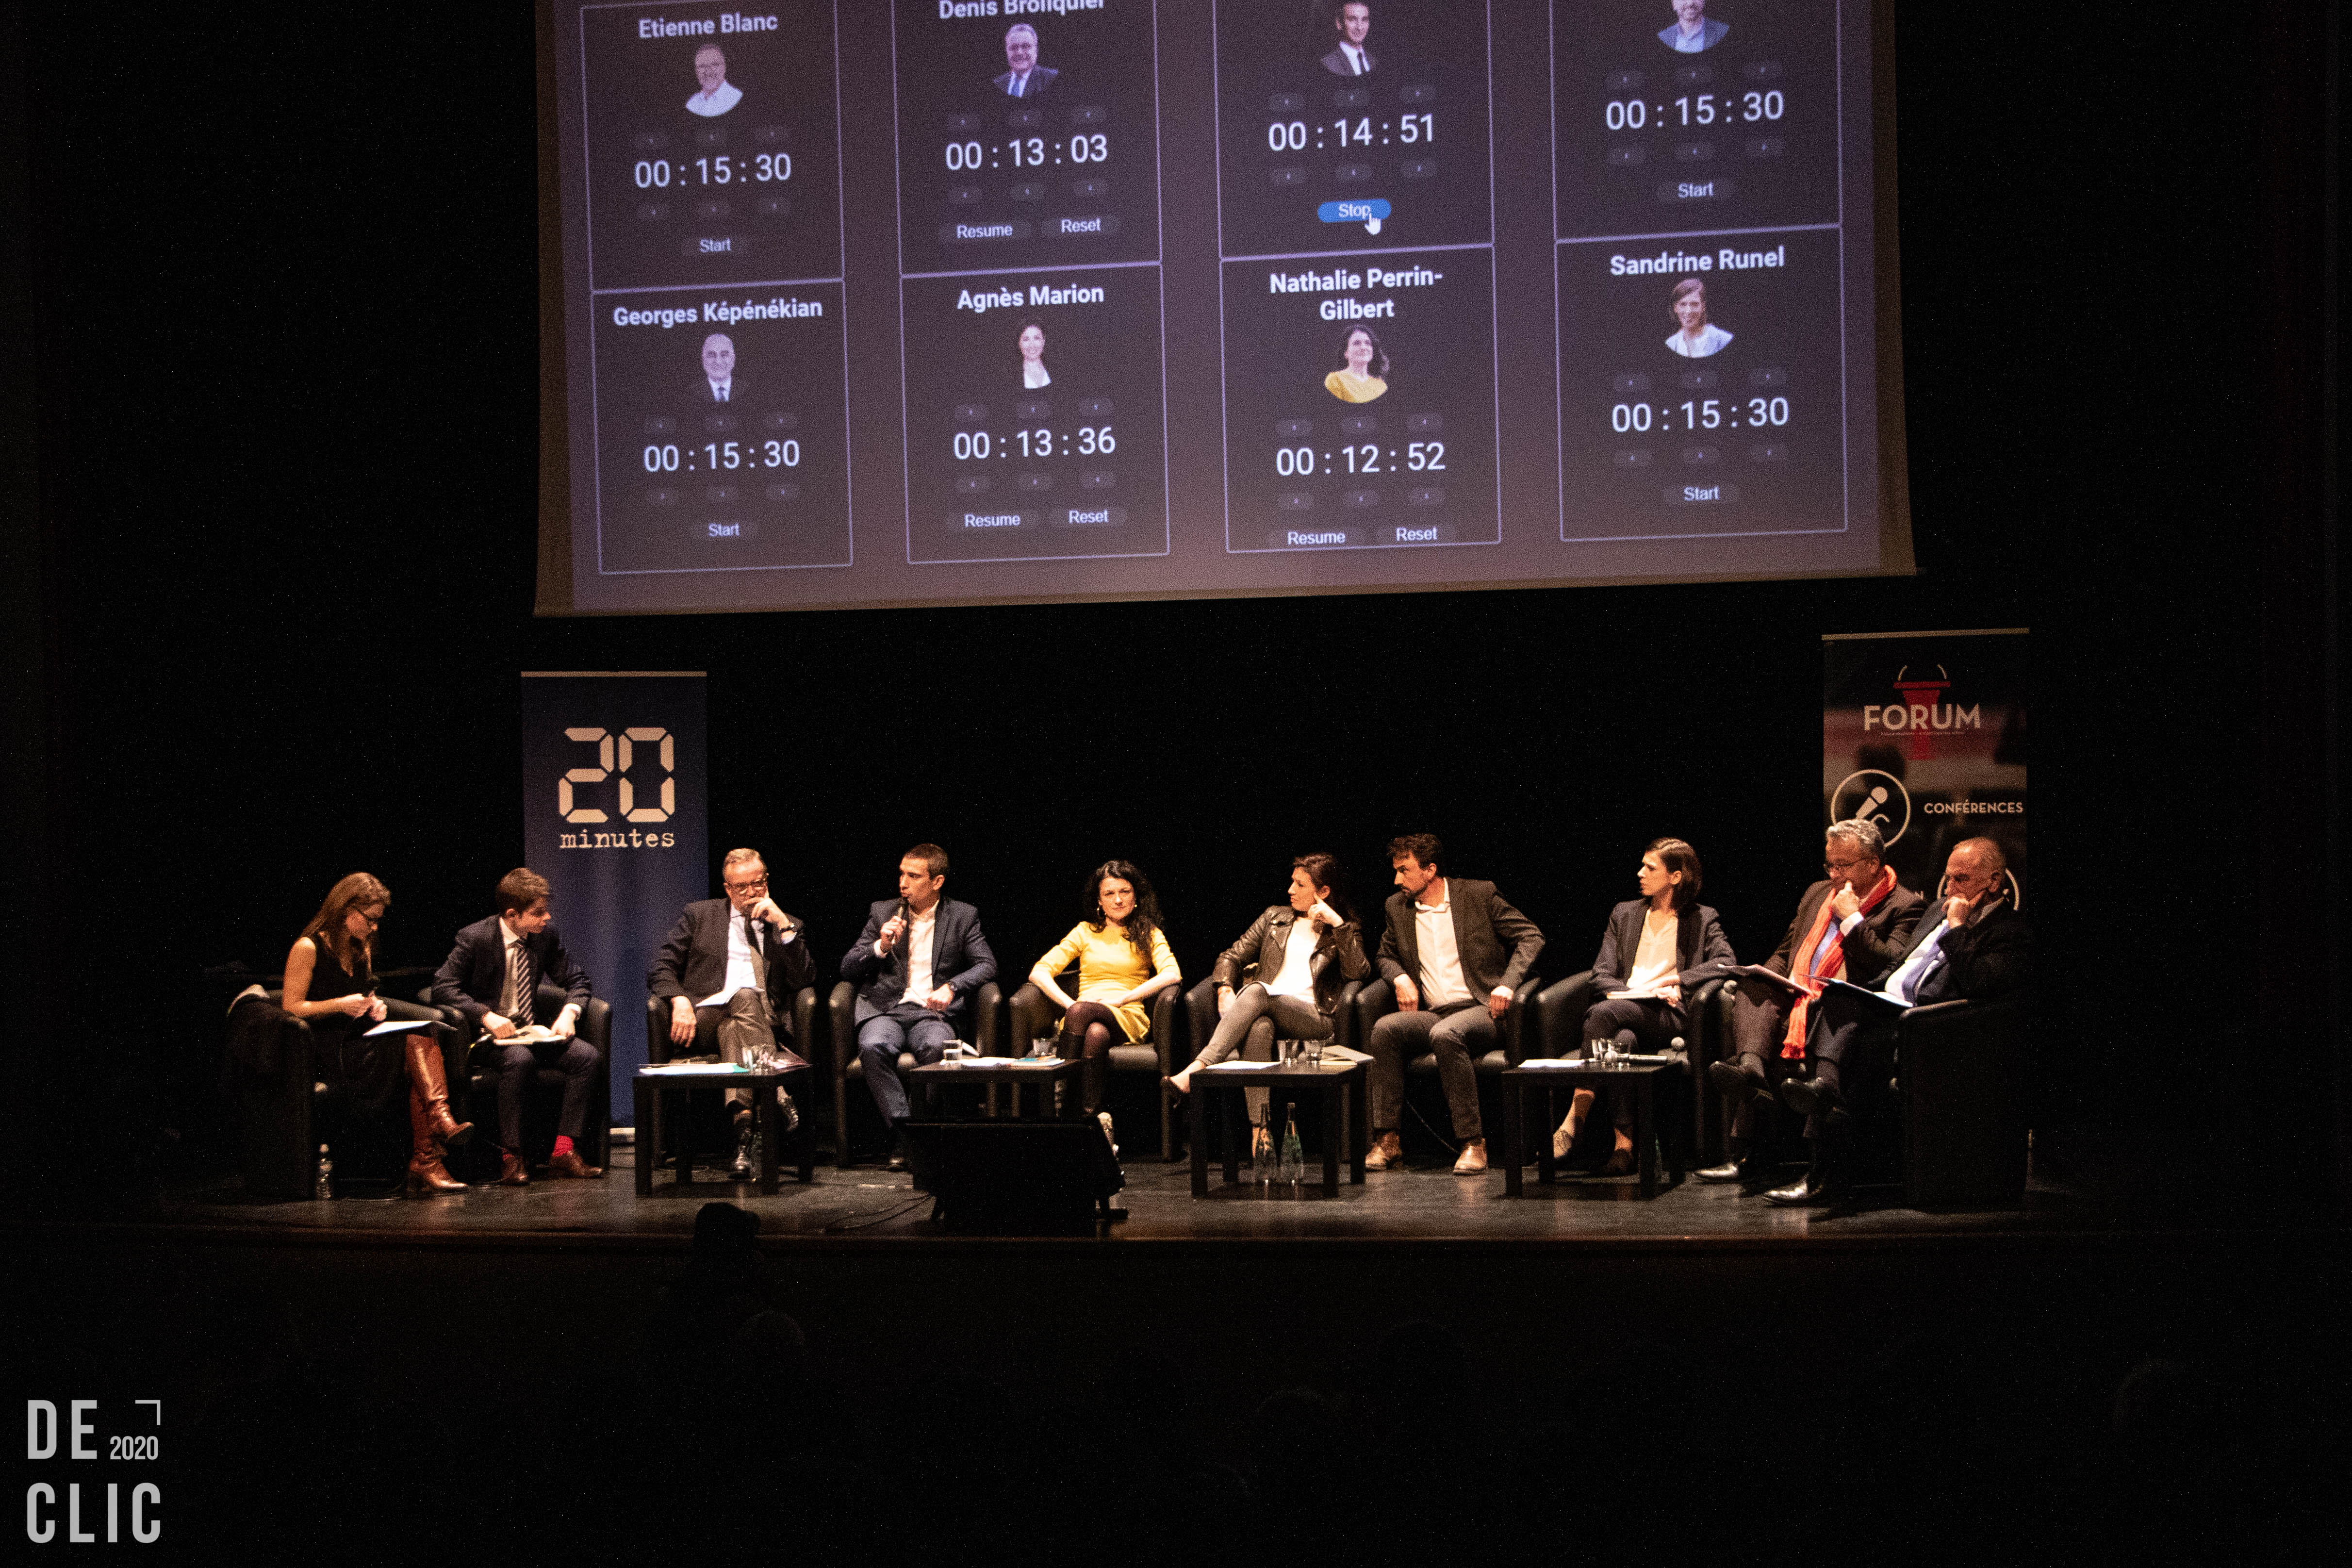 Etienne Blanc
00 : 15 : 30
Start
Denis Broliquier
00 : 13 : 03
Resume Reset
00 : 14 : 51
Stop
00 : 15 : 30
Start
Georges Képénékian
00 : 15 : 30
Start
Agnès Marion
00 : 13 : 36
Resume Reset
Nathalie Perrin-
Gilbert
00 : 12 : 52
Resume Reset
Sandrine Runel
00 : 15 : 30
Start
20
minutes
FORUM
CONFÉRENCES
DE 2020
CLIC